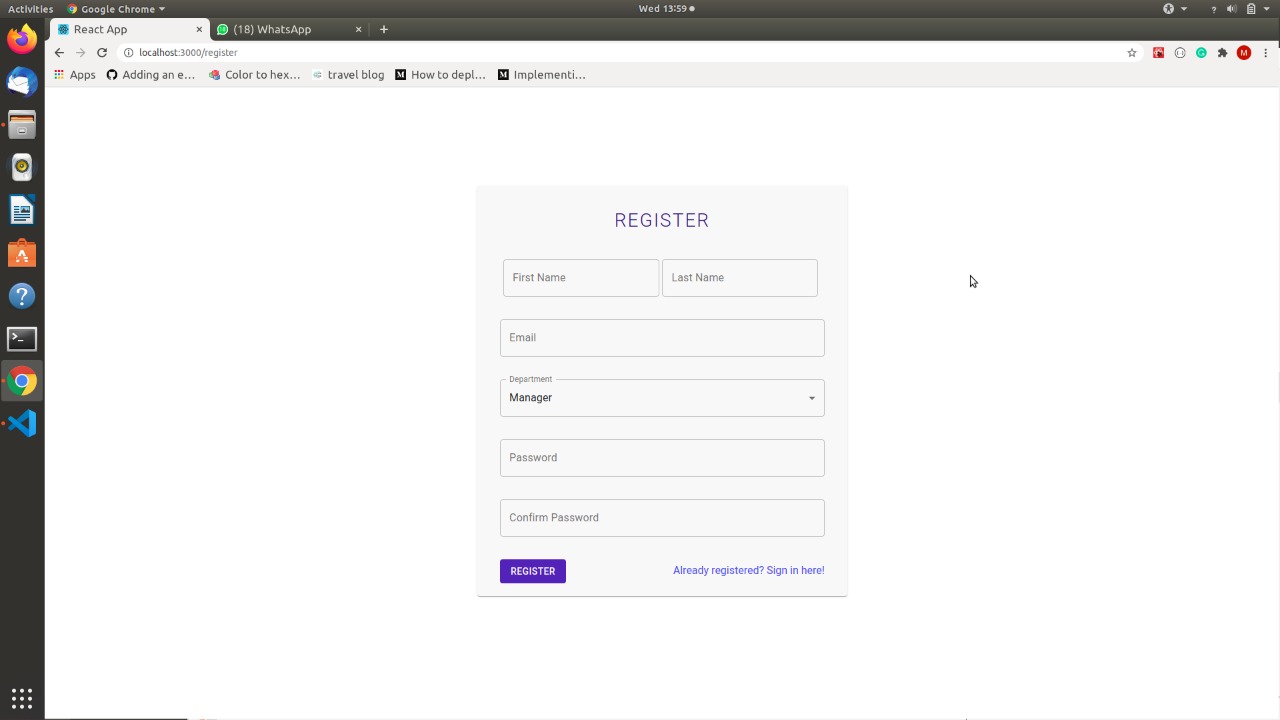 Activities Google Chrome Wed 13:59
React App (18) WhatsApp
localhost:3000/register M
Apps Adding an e... Color to hex... travel blog How to depl... Implementi...
REGISTER
First Name Last Name
Email
Department
Manager
Password
Confirm Password
REGISTER Already registered? Sign in here!